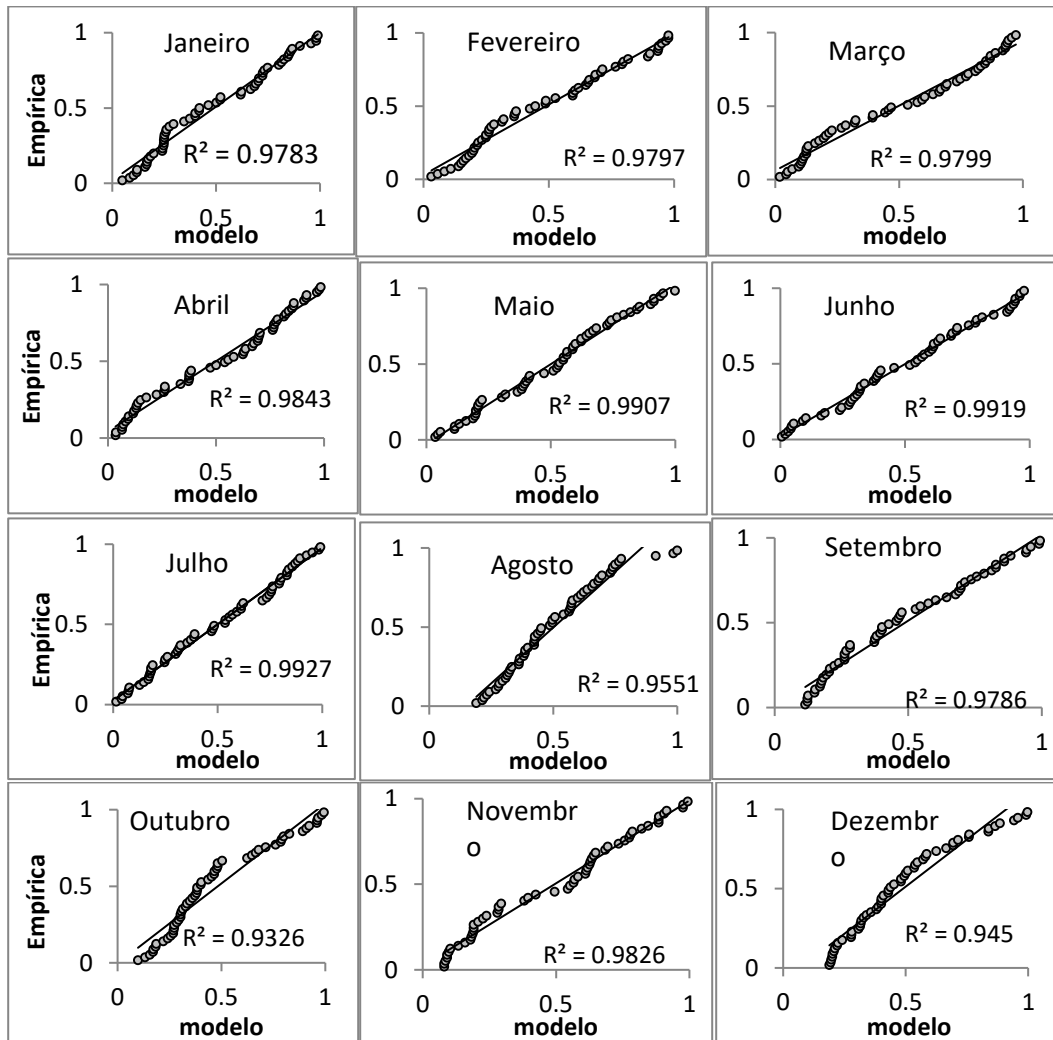 Janeiro
Empírica
1
0.5
0
R² = 0.9783
0 0.5 1
modelo
Fevereiro
1
0.5
0
R² = 0.9797
0 0.5 1
modelo
Março
1
0.5
0
R² = 0.9799
0 0.5 1
modelo
Abril
Empírica
1
0.5
0
R² = 0.9843
0 0.5 1
modelo
Maio
1
0.5
0
R² = 0.9907
0 0.5 1
modelo
Junho
1
0.5
0
R² = 0.9919
0 0.5 1
modelo
Julho
Empírica
1
0.5
0
R² = 0.9927
0 0.5 1
modelo
Agosto
1
0.5
0
R² = 0.9551
0 0.5 1
modeloo
Setembro
1
0.5
0
R² = 0.9786
0 0.5 1
modelo
Outubro
Empírica
1
0.5
0
R² = 0.9326
0 0.5 1
modelo
Novembr
o
1
0.5
0
R² = 0.9826
0 0.5 1
modelo
Dezembr
o
1
0.5
0
R² = 0.945
0 0.5 1
modelo